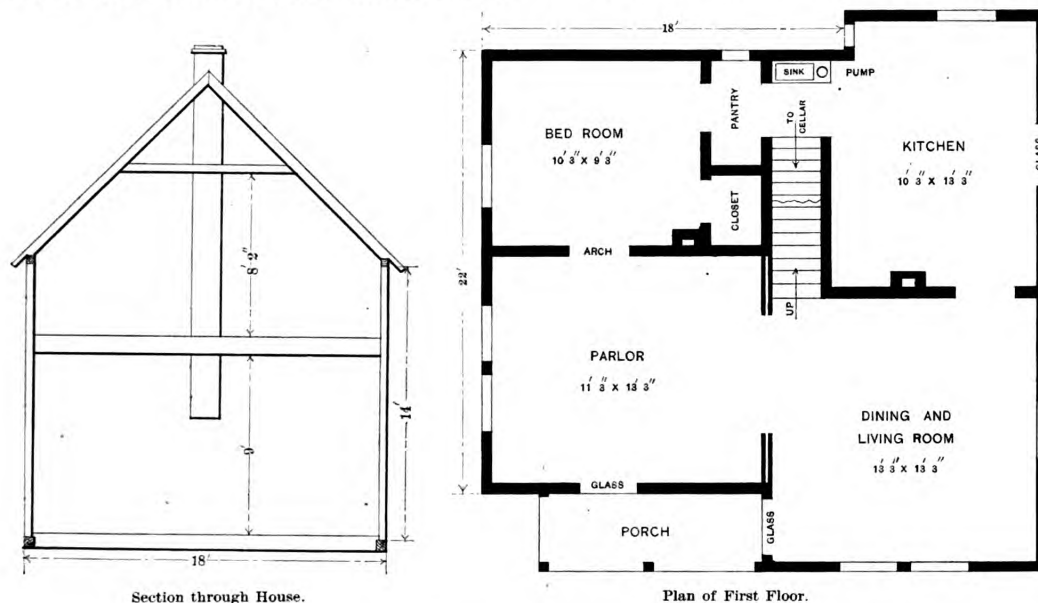 8' 2"
9'
14'
18'
Section through House.
18'
22'
BED ROOM
10' 3" X 9' 3"
PANTRY
SINK
PUMP
TO
CELLAR
KITCHEN
10' 3" X 13' 3"
GLASS
CLOSET
ARCH
UP
PARLOR
11' 3" X 13' 3"
DINING AND
LIVING ROOM
13' 3" X 13' 3"
GLASS
PORCH
GLASS
Plan of First Floor.